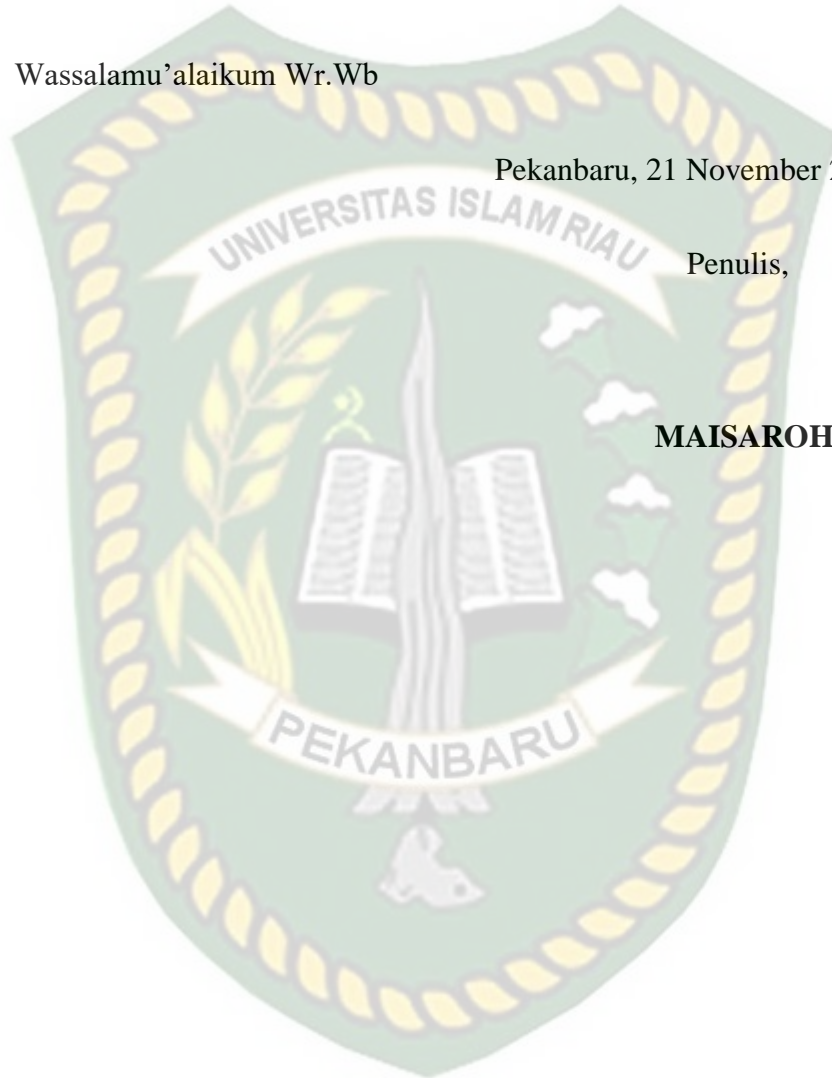 Wassalamu’alaikum Wr.Wb
Pekanbaru, 21 November
UNIVERSITAS ISLAM RIAU
Penulis,
MAISAROH
PEKANBARU